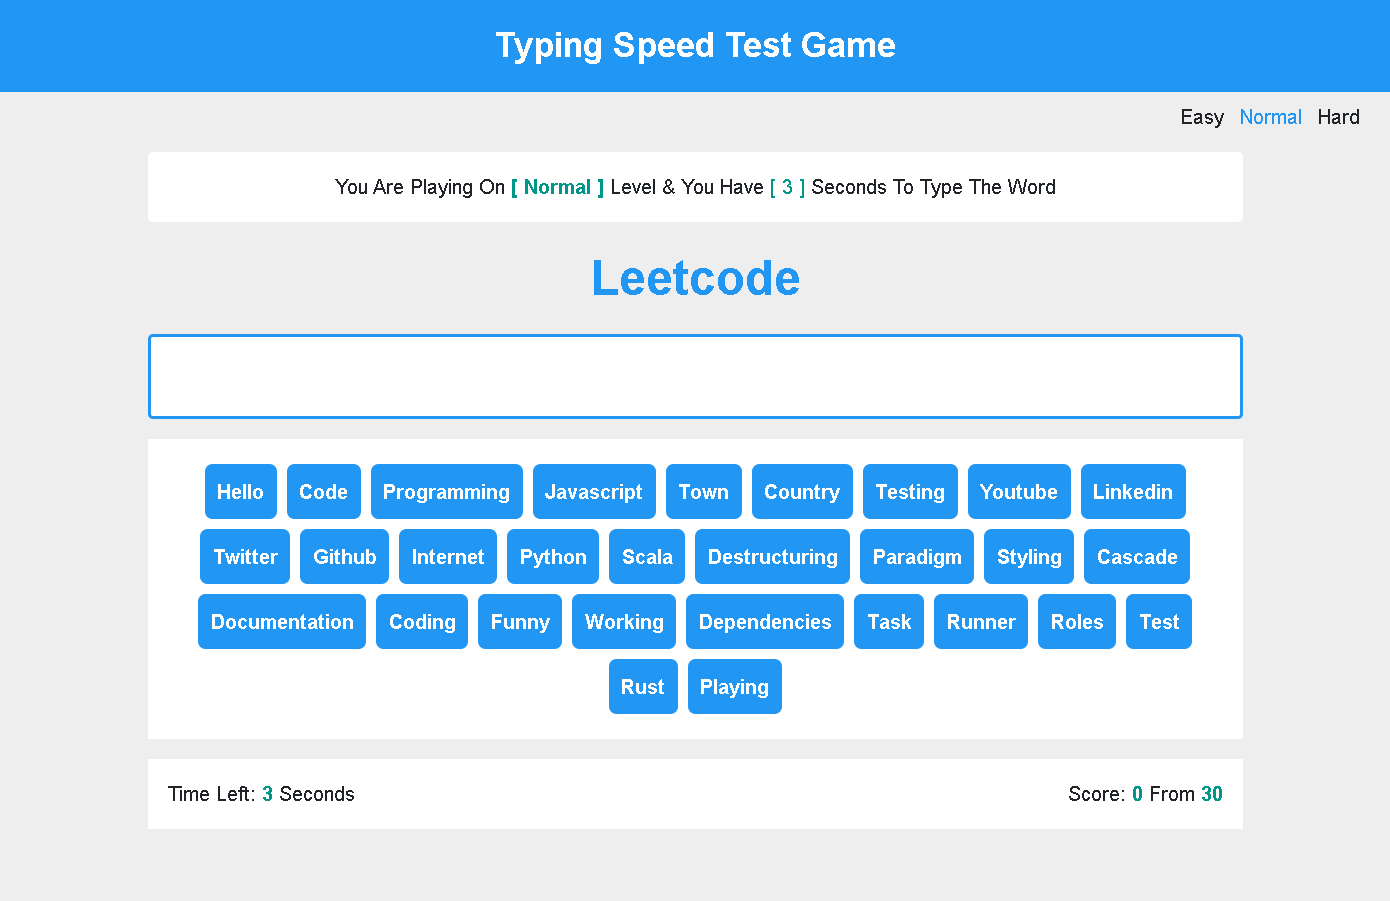 Typing Speed Test Game
Easy Normal Hard
You Are Playing On [ Normal ] Level & You Have [ 3 ] Seconds To Type The Word
Leetcode
Hello Code Programming Javascript Town Country Testing Youtube Linkedin
Twitter Github Internet Python Scala Destructuring Paradigm Styling Cascade
Documentation Coding Funny Working Dependencies Task Runner Roles Test
Rust Playing
Time Left: 3 Seconds Score: 0 From 30